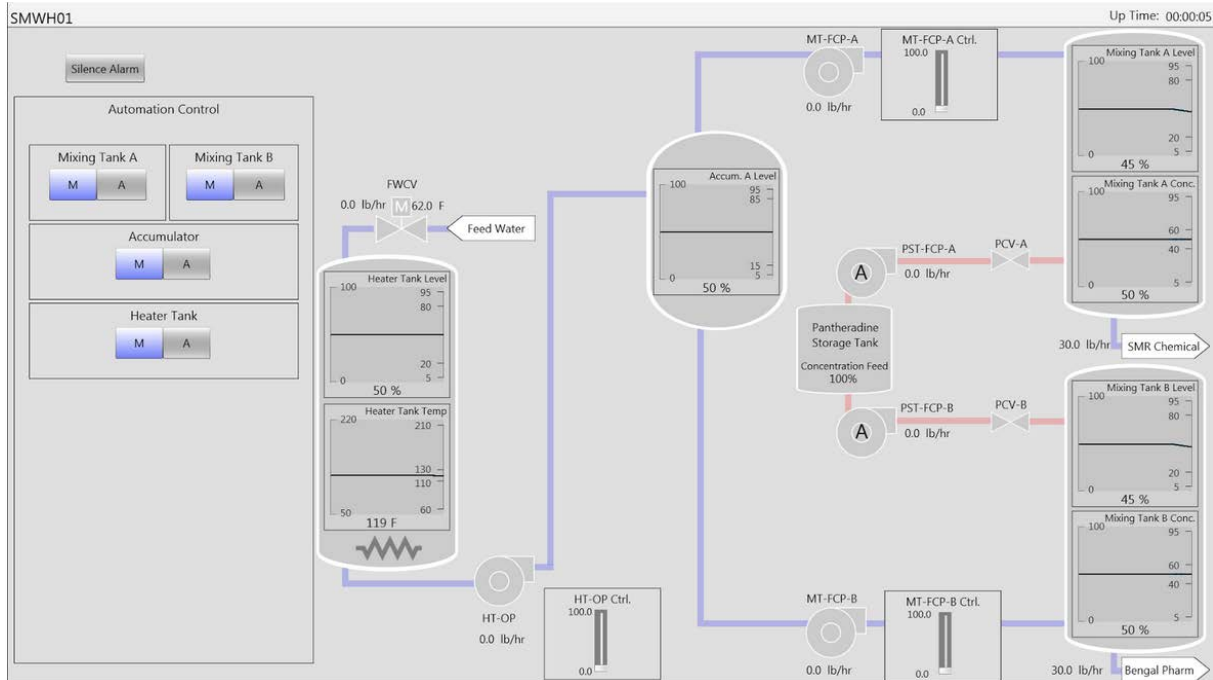 SMWH01
Up Time: 00:00:05
Silence Alarm
Automation Control
Mixing Tank A
M A
Mixing Tank B
M A
Accumulator
M A
Heater Tank
M A
FWCV
0.0 lb/hr
M
62.0 F
Feed Water
Heater Tank Level
100
95
80
20
5
0
50 %
Heater Tank Temp
220
210
130
110
60
50
119 F
HT-OP
0.0 lb/hr
HT-OP Ctrl.
100.0
0.0
Accum. A Level
100
95
85
15
5
0
50 %
MT-FCP-A
0.0 lb/hr
MT-FCP-A Ctrl.
100.0
0.0
PST-FCP-A
0.0 lb/hr
PCV-A
A
Pantheradine
Storage Tank
Concentration Feed
100%
A
PST-FCP-B
0.0 lb/hr
PCV-B
MT-FCP-B
0.0 lb/hr
MT-FCP-B Ctrl.
100.0
0.0
Mixing Tank A Level
100
95
80
20
5
0
45 %
Mixing Tank A Conc.
100
95
60
40
5
0
50 %
30.0 lb/hr
SMR Chemical
Mixing Tank B Level
100
95
80
20
5
0
45 %
Mixing Tank B Conc.
100
95
60
40
5
0
50 %
30.0 lb/hr
Bengal Pharm